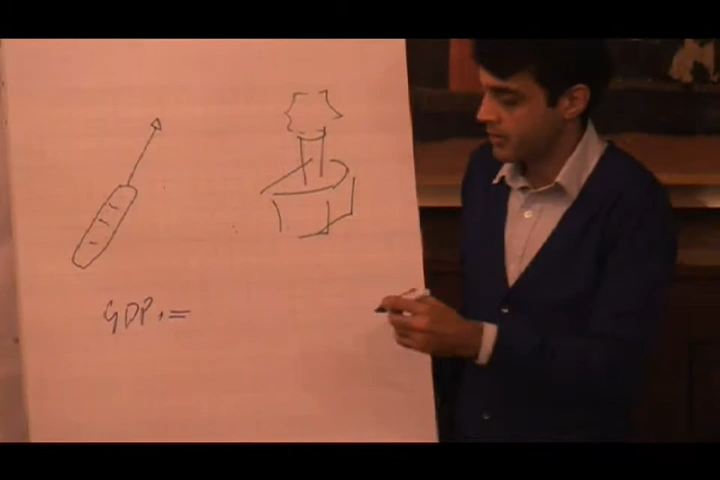 GDP, =